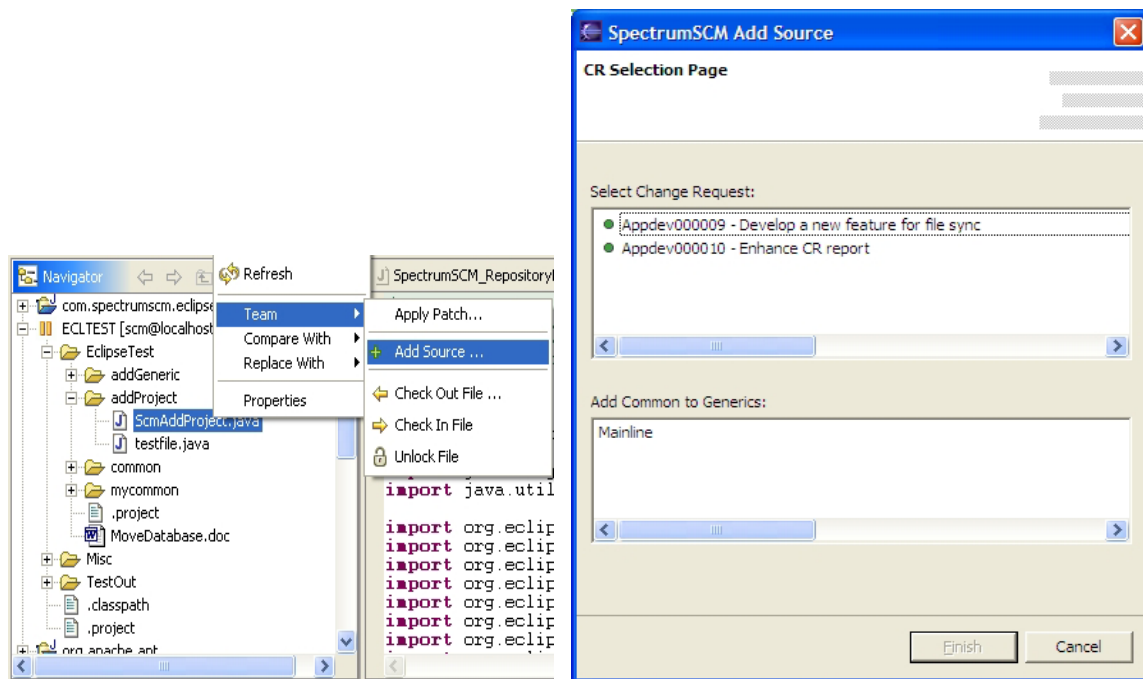 Navigator
com.spectrumscm.eclipse
ECLTEST [scm@localhost
EclipseTest
addGeneric
addProject
ScmAddProject.java
testfile.java
common
mycommon
.project
MoveDatabase.doc
Misc
TestOut
.classpath
.project
org.apache.ant
Refresh
Team
Compare With
Replace With
Properties
SpectrumSCM_Repository
Apply Patch...
Add Source ...
Check Out File ...
Check In File
Unlock File
import java.util
import org.eclip
import org.eclip
import org.eclip
import org.eclip
import org.eclip
import org.eclip
import org.eclip
SpectrumSCM Add Source
CR Selection Page
Select Change Request:
Appdev000009 - Develop a new feature for file sync
Appdev000010 - Enhance CR report
Add Common to Generics:
Mainline
Finish
Cancel